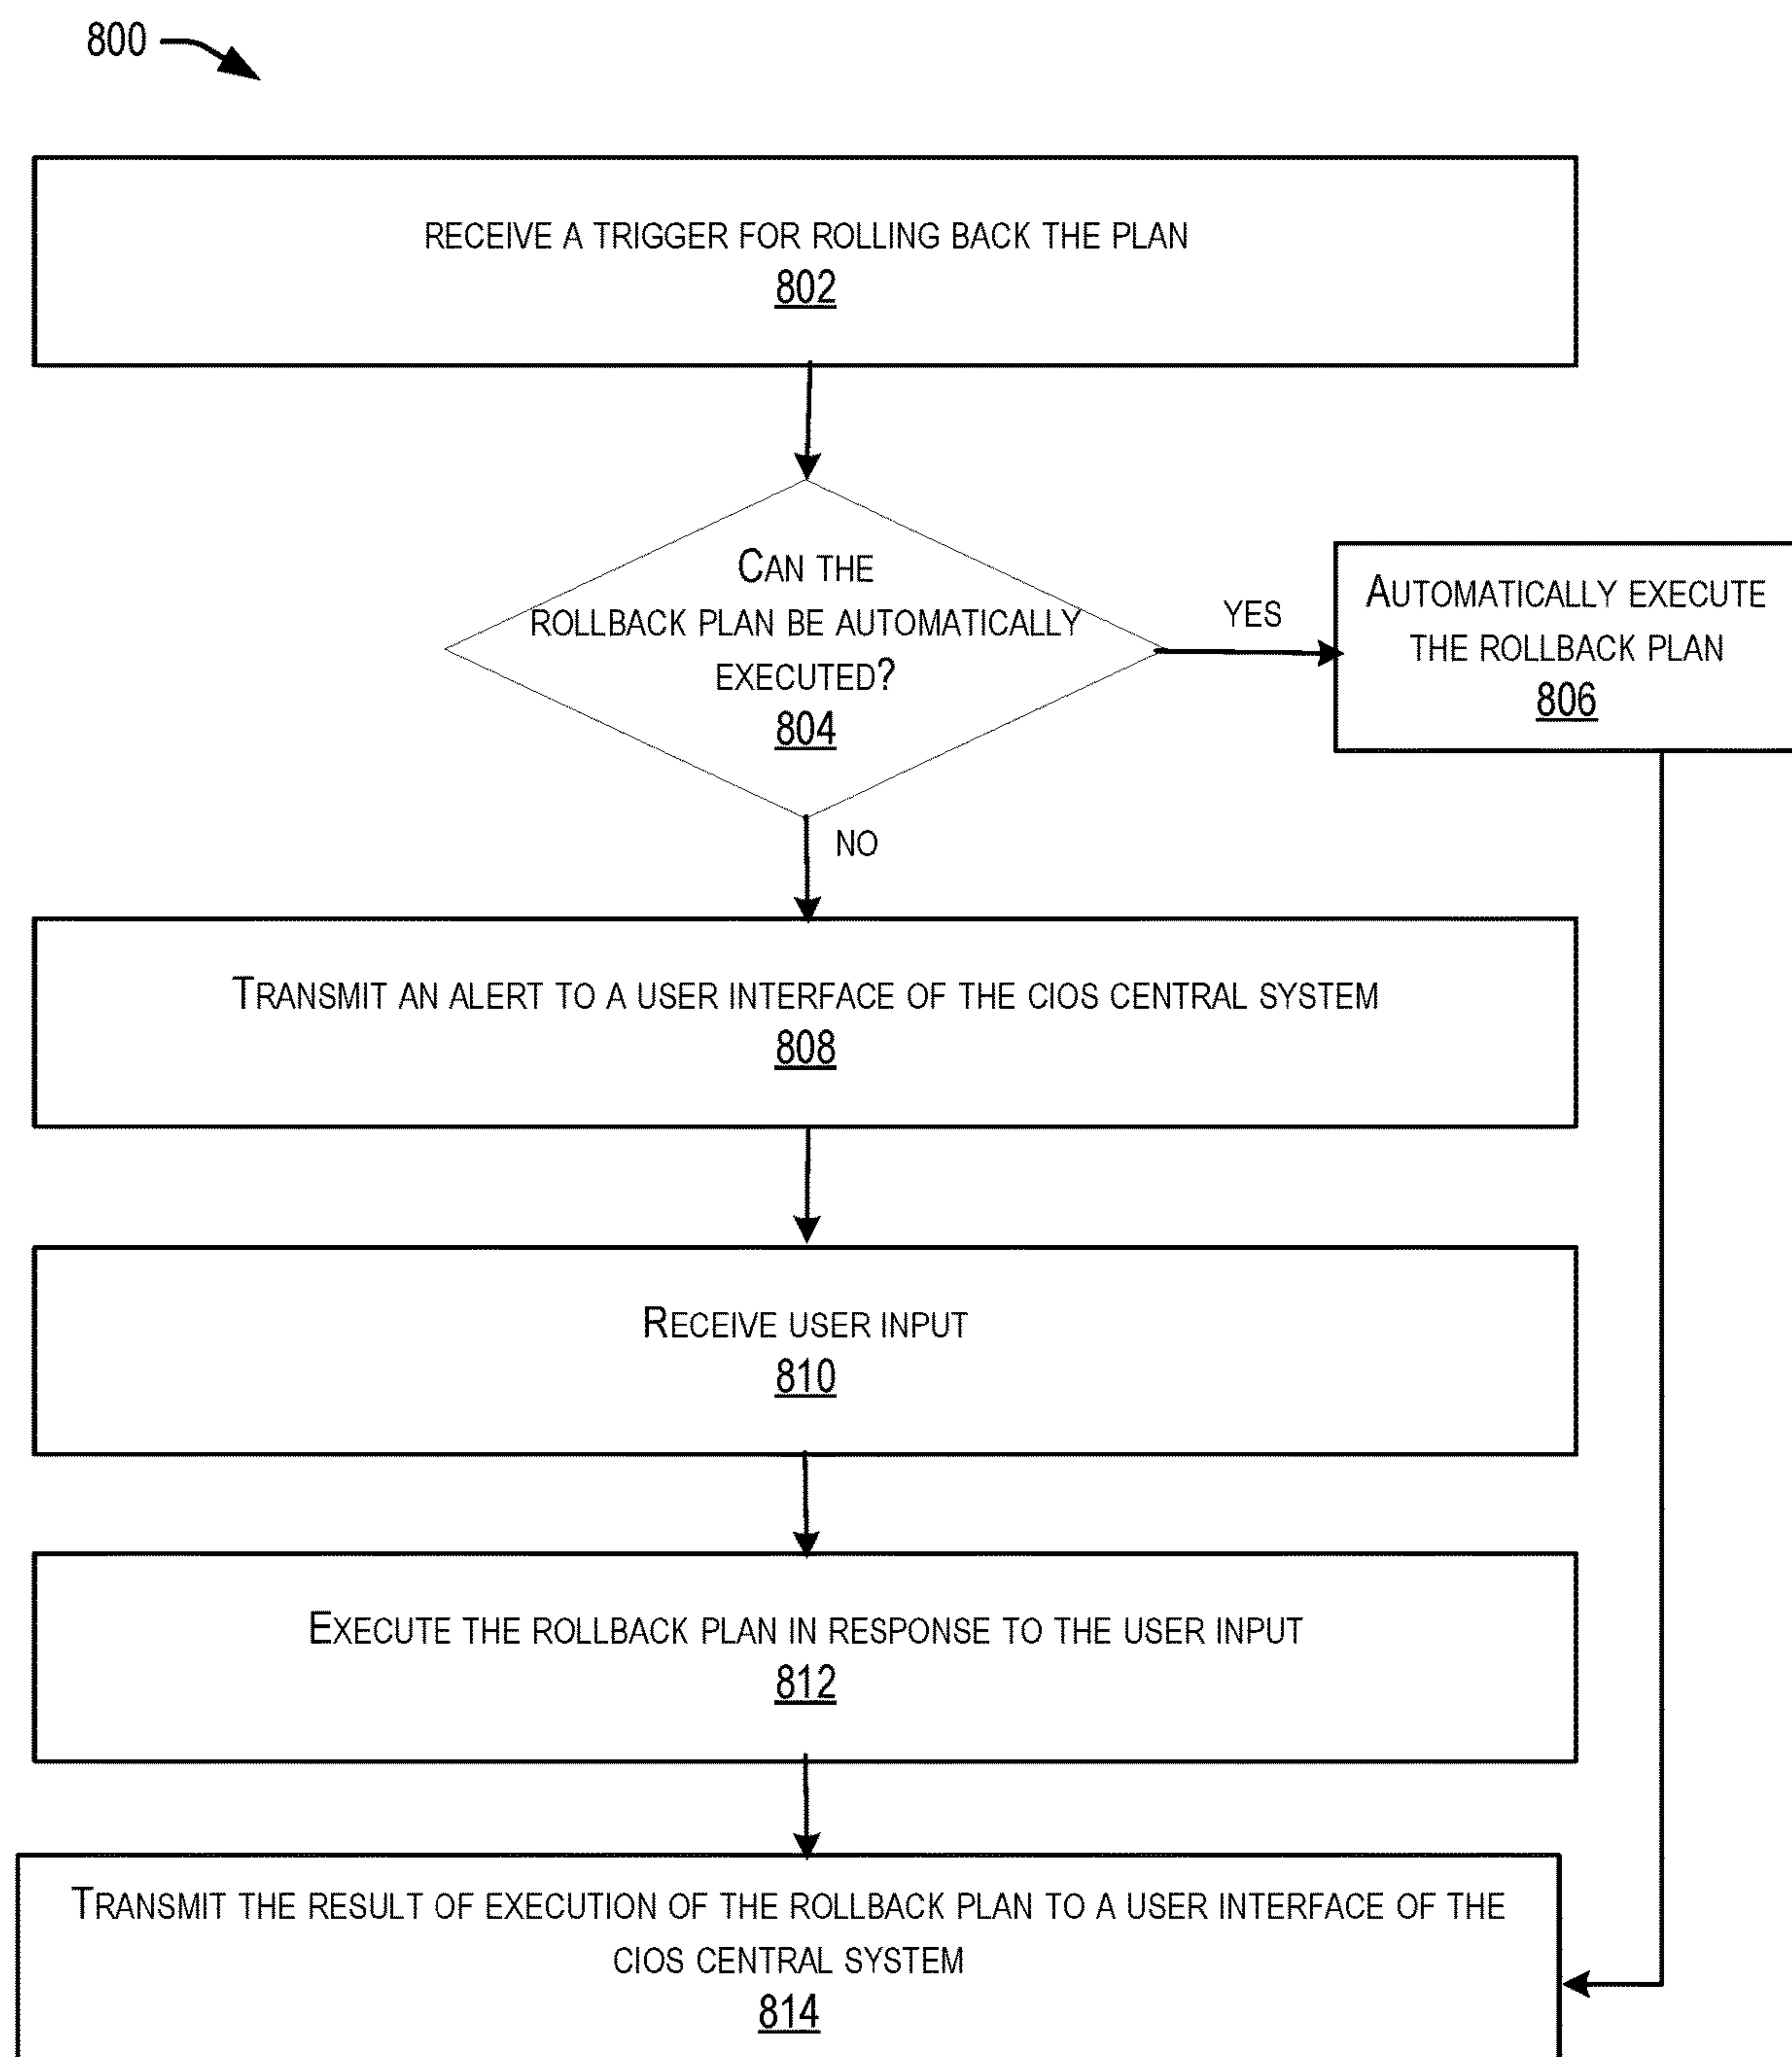 800
RECEIVE A TRIGGER FOR ROLLING BACK THE PLAN
802
CAN THE
ROLLBACK PLAN BE AUTOMATICALLY
EXECUTED?
804
YES
AUTOMATICALLY EXECUTE
THE ROLLBACK PLAN
806
NO
TRANSMIT AN ALERT TO A USER INTERFACE OF THE CIOS CENTRAL SYSTEM
808
RECEIVE USER INPUT
810
EXECUTE THE ROLLBACK PLAN IN RESPONSE TO THE USER INPUT
812
TRANSMIT THE RESULT OF EXECUTION OF THE ROLLBACK PLAN TO A USER INTERFACE OF THE
CIOS CENTRAL SYSTEM
814